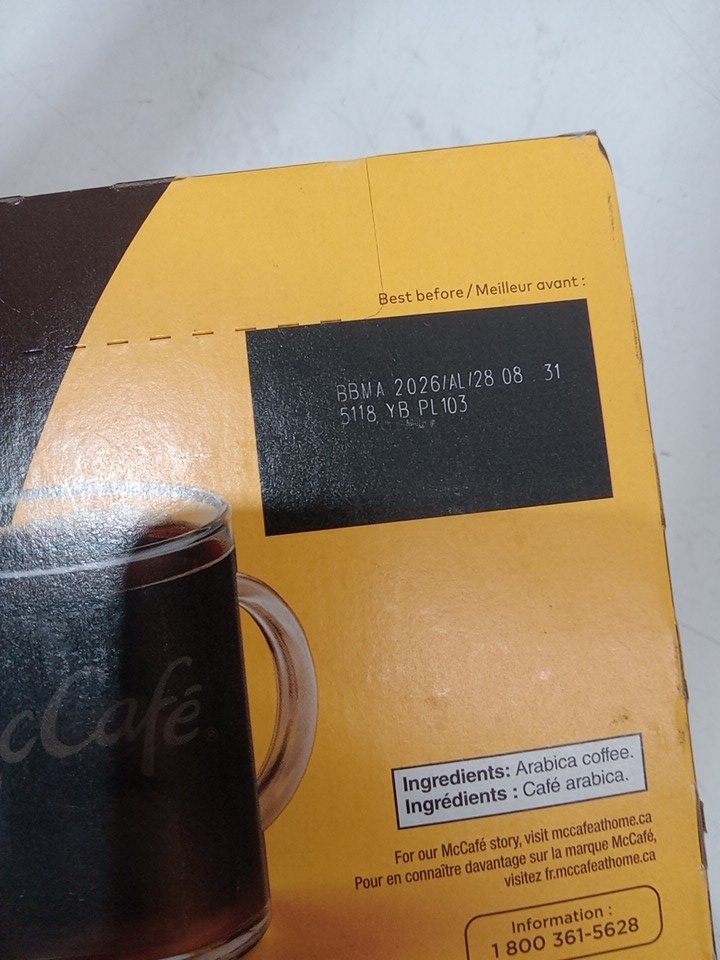 Best before / Meilleur avant :
BBMA 2026/AL/28 08 . 31
5118 YB PL103
cCafé®
Ingredients: Arabica coffee.
Ingrédients : Café arabica.
For our McCafé story, visit mccafeathome.ca
Pour en connaître davantage sur la marque McCafé,
visitez fr.mccafeathome.ca
Information :
1 800 361-5628